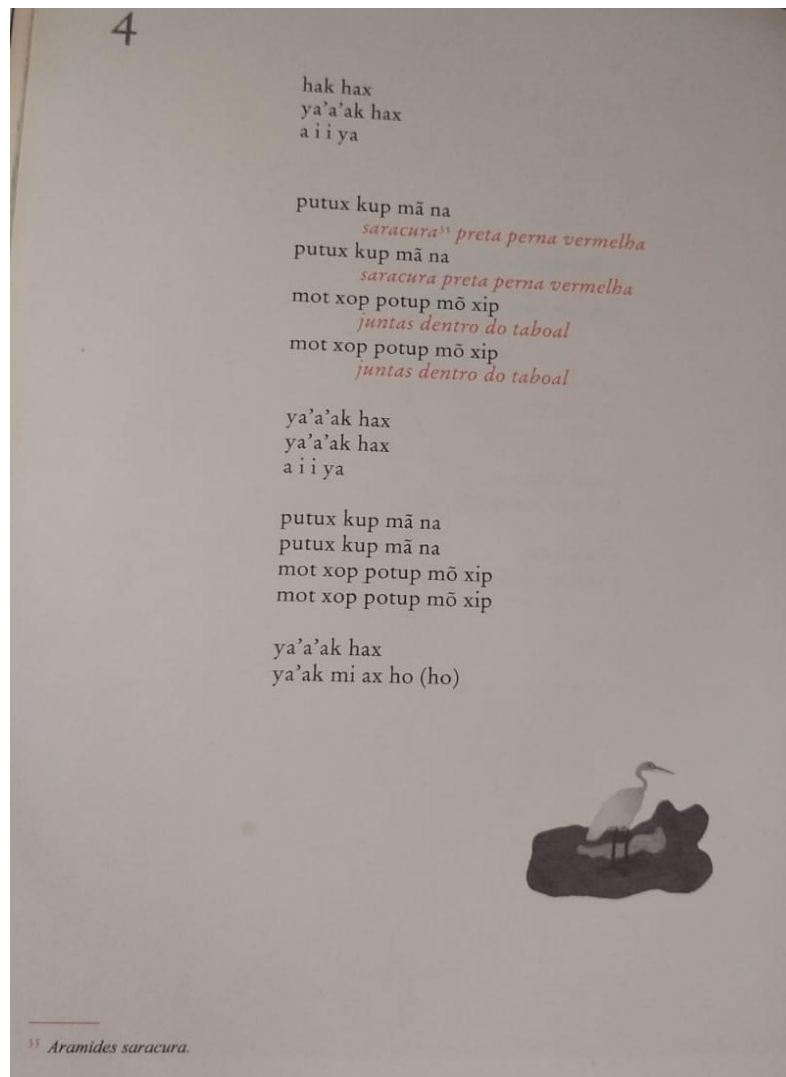 4
hak hax
ya’a’ak hax
a i i ya
putux kup mã na
saracura³⁵ preta perna vermelha
putux kup mã na
saracura preta perna vermelha
mot xop potup mõ xip
juntas dentro do taboal
mot xop potup mõ xip
juntas dentro do taboal
ya’a’ak hax
ya’a’ak hax
a i i ya
putux kup mã na
putux kup mã na
mot xop potup mõ xip
mot xop potup mõ xip
ya’a’ak hax
ya’ak mi ax ho (ho)
³⁵ Aramides saracura.